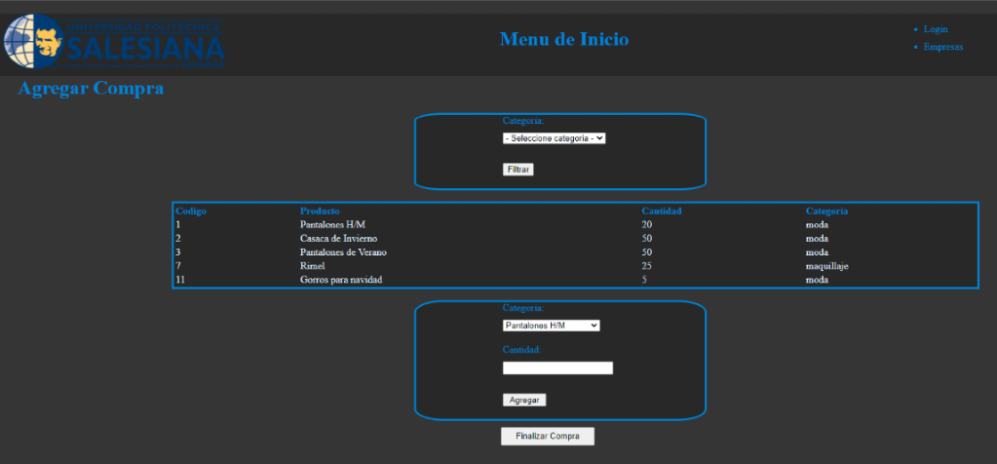 UNIVERSIDAD POLITÉCNICA
SALESIANA
Menu de Inicio
Login
Empresas
Agregar Compra
Categoria:
- Seleccione categoria -
Filtrar
Codigo Producto Cantidad Categoria
1 Pantalones H/M 20 moda
2 Casaca de Invierno 50 moda
3 Pantalones de Verano 50 moda
7 Rimel 25 maquillaje
11 Gorros para navidad 5 moda
Categoria:
Pantalones H/M
Cantidad:
Agregar
Finalizar Compra